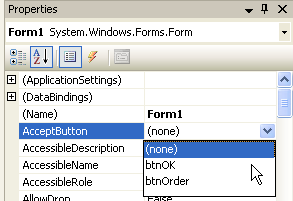 Properties
Form1 System.Windows.Forms.Form
(ApplicationSettings)
(DataBindings)
(Name) Form1
AcceptButton (none)
AccessibleDescription (none)
AccessibleName btnOK
AccessibleRole btnOrder
AllowDrop False